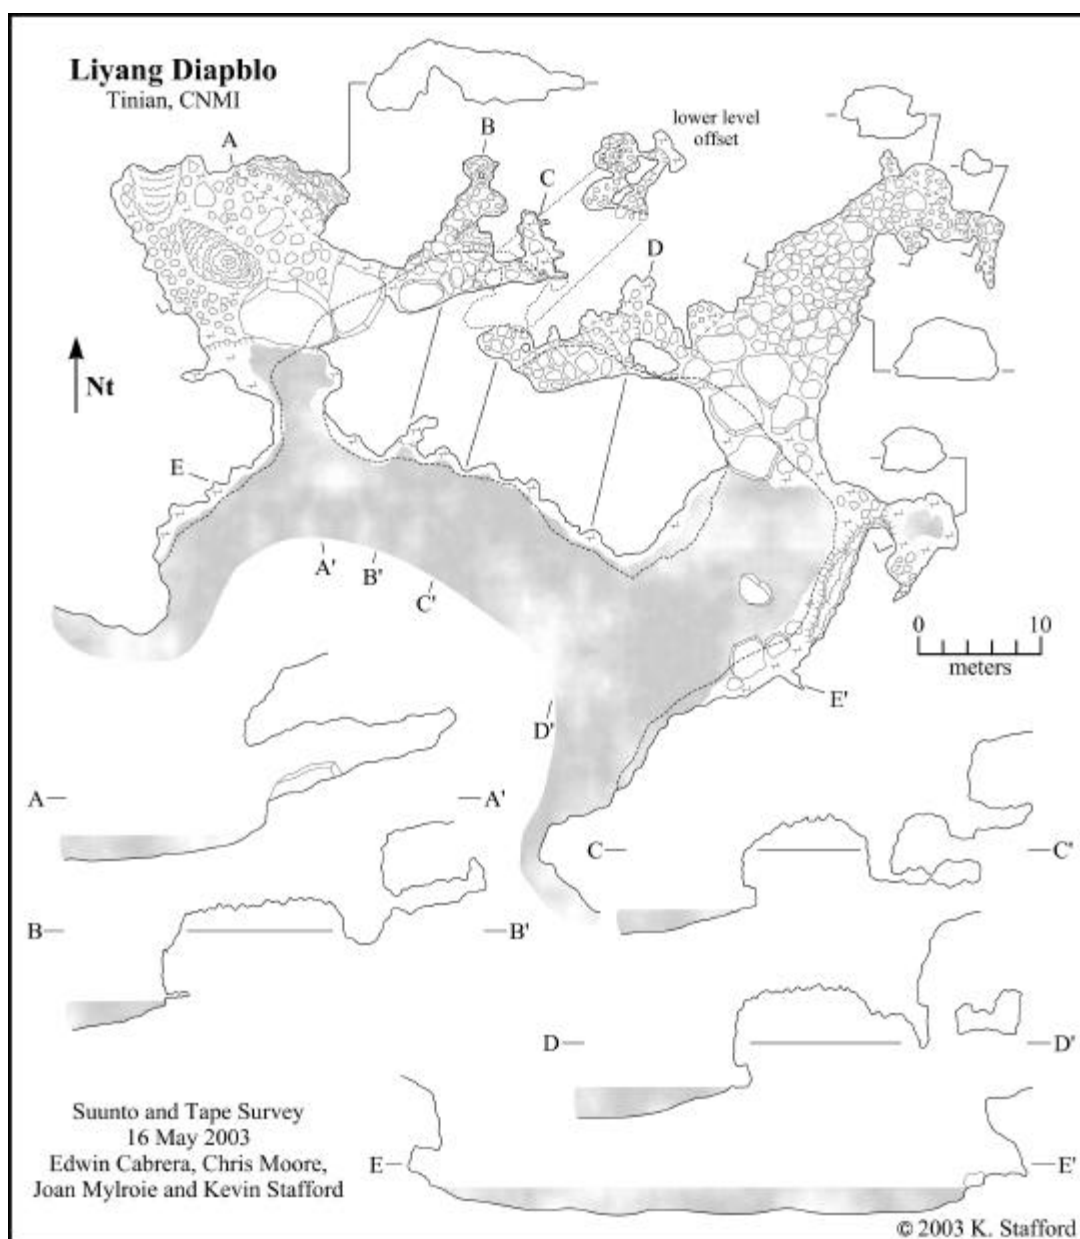 Liyang Diapblo
Tinian, CNMI
A
B
C
lower level
offset
D
Nt
E
A'
B'
C'
0 10
meters
E'
D'
A A'
C C'
B B'
D D'
Suunto and Tape Survey
16 May 2003
Edwin Cabrera, Chris Moore,
Joan Mylroie and Kevin Stafford
E E'
© 2003 K. Stafford